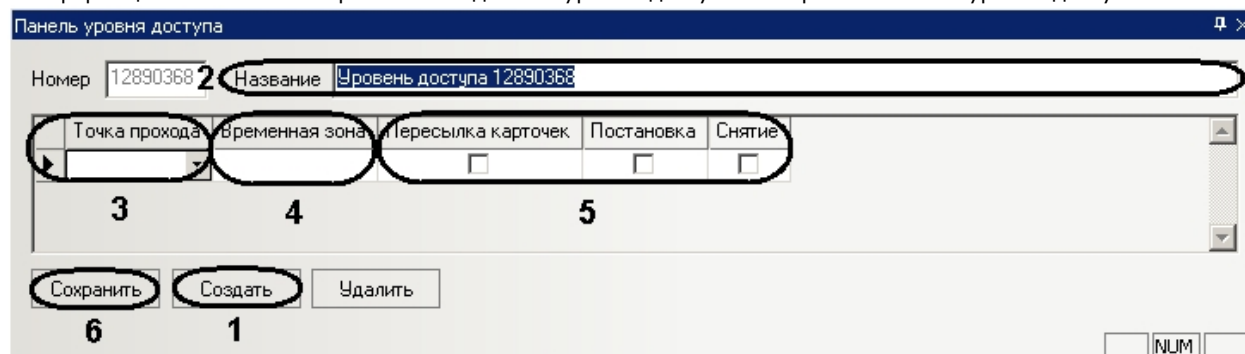 Панель уровня доступа
Номер 12890368 2 Название Уровень доступа 12890368
Точка прохода Временная зона Пересылка карточек Постановка Снятие
3 4 5
Сохранить Создать Удалить
6 1
NUM